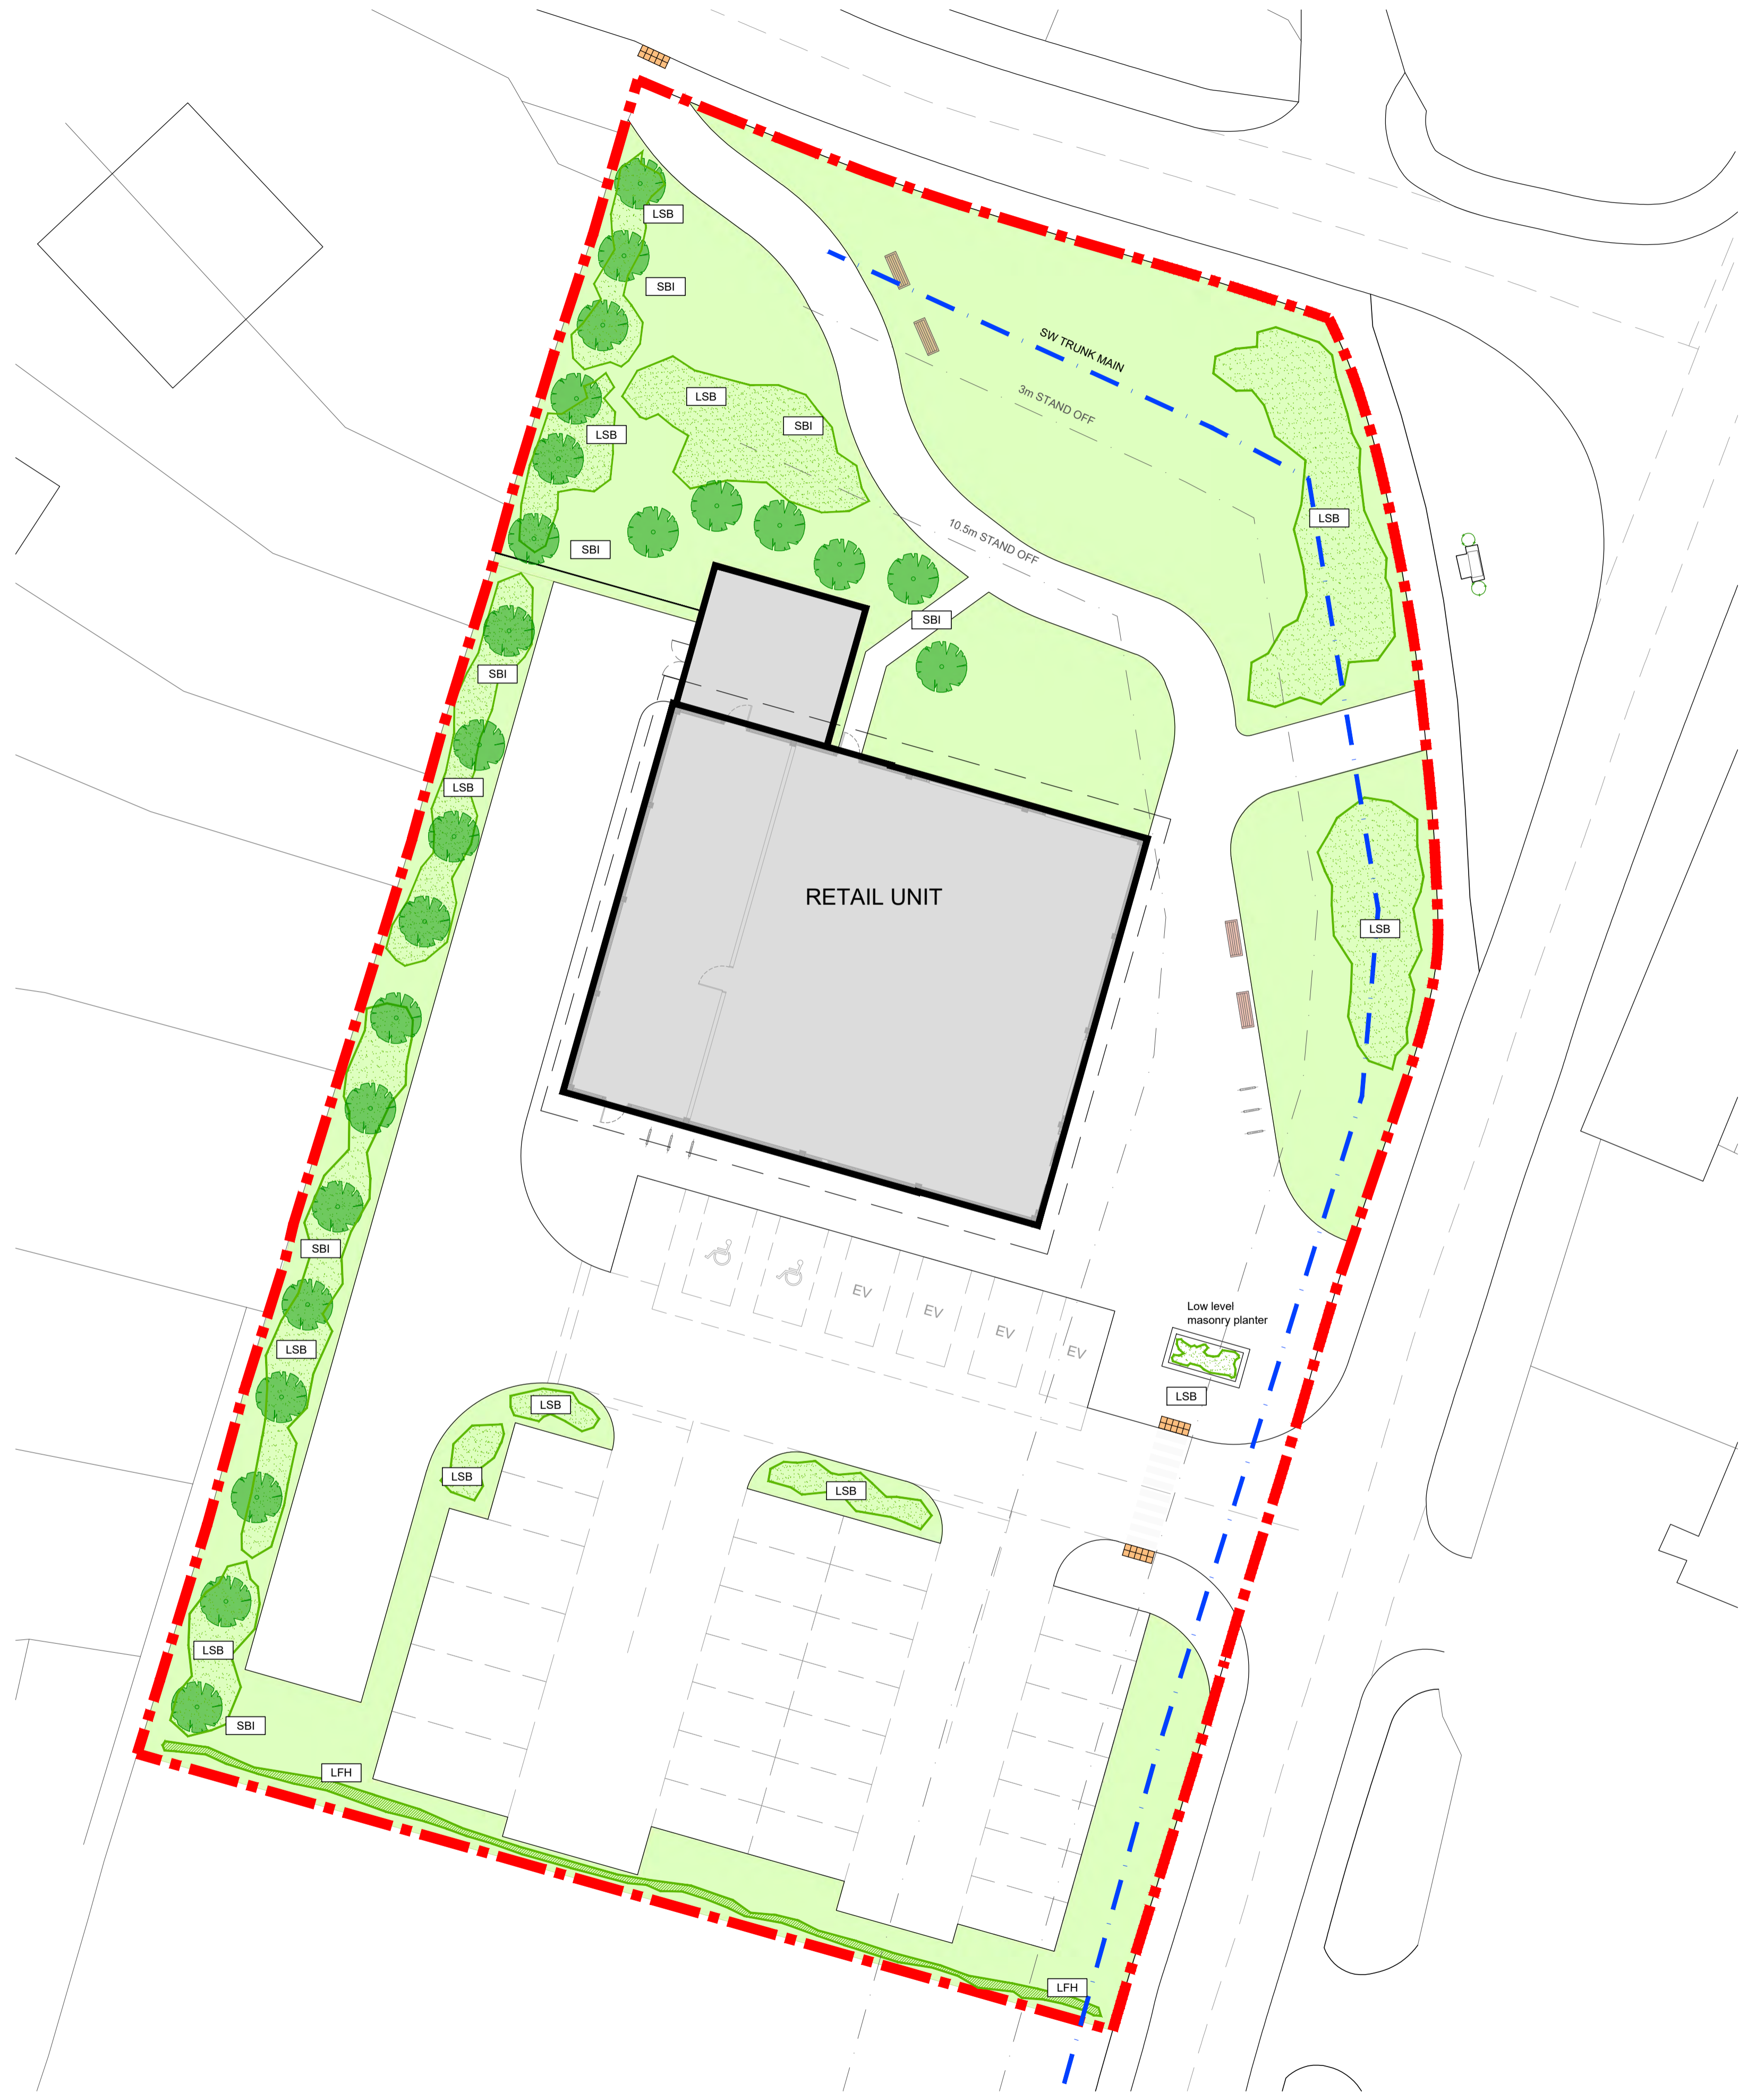 LSB
SBI
SW TRUNK MAIN
3m STAND OFF
LSB
SBI
LSB
LSB
10.5m STAND OFF
SBI
SBI
SBI
LSB
RETAIL UNIT
LSB
SBI
EV
EV
EV
EV
Low level
masonry planter
LSB
LSB
LSB
LSB
LSB
LSB
SBI
LFH
LFH